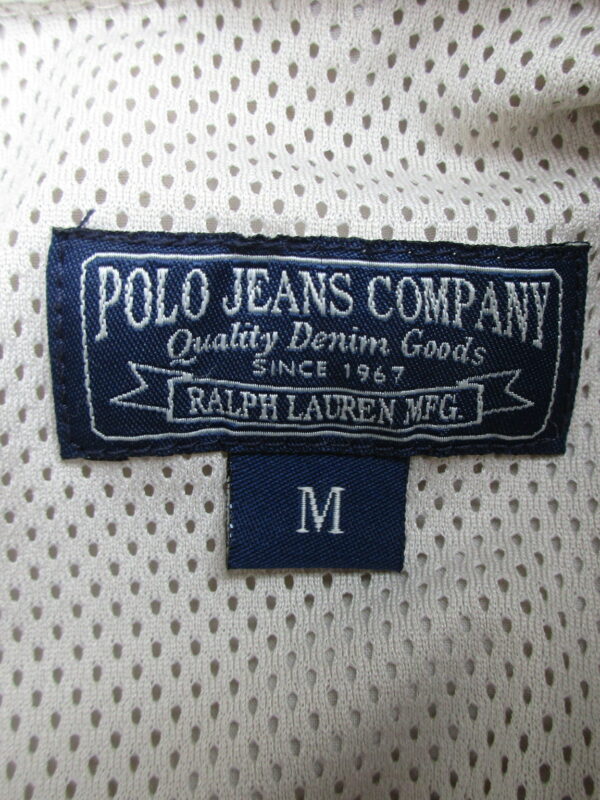 POLO JEANS COMPANY
Quality Denim Goods
SINCE 1967
RALPH LAUREN MFG.
M